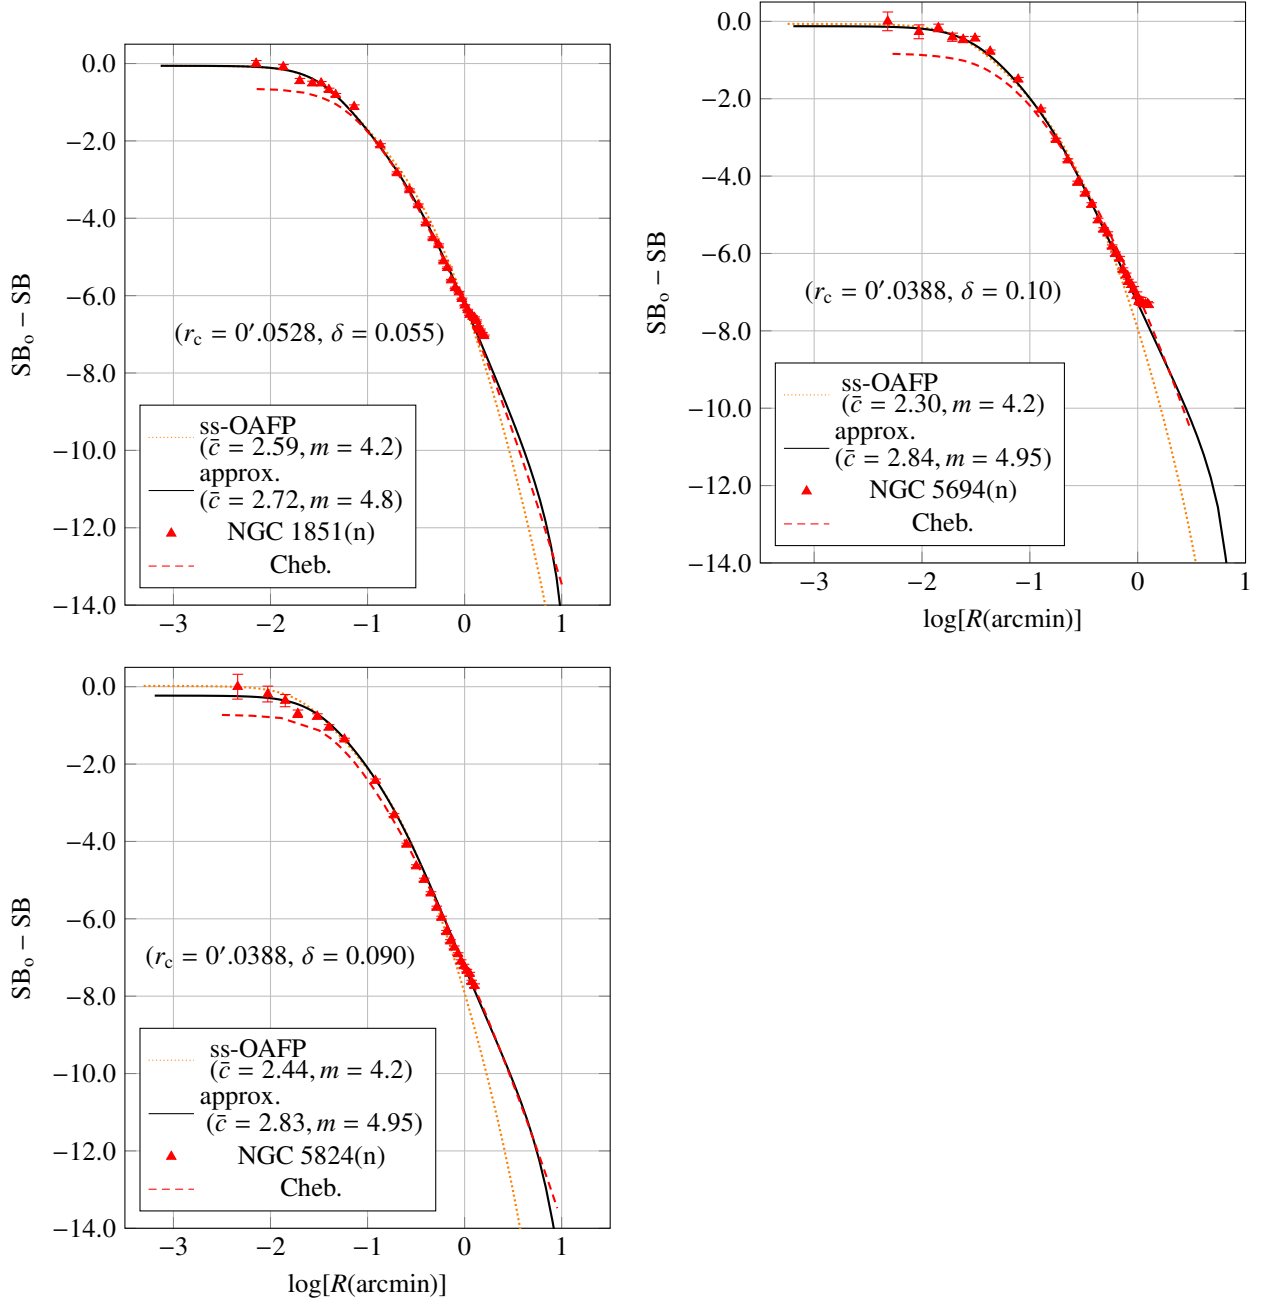 0.0
−2.0
−4.0
−6.0
−8.0
−10.0
−12.0
−14.0
−3
−2
−1
0
1
SBₒ − SB
(r_c = 0′.0528, δ = 0.055)
ss-OAFP
(c̄ = 2.59, m = 4.2)
approx.
(c̄ = 2.72, m = 4.8)
NGC 1851(n)
Cheb.
0.0
−2.0
−4.0
−6.0
−8.0
−10.0
−12.0
−14.0
−3
−2
−1
0
1
SBₒ − SB
log[R(arcmin)]
(r_c = 0′.0388, δ = 0.10)
ss-OAFP
(c̄ = 2.30, m = 4.2)
approx.
(c̄ = 2.84, m = 4.95)
NGC 5694(n)
Cheb.
0.0
−2.0
−4.0
−6.0
−8.0
−10.0
−12.0
−14.0
−3
−2
−1
0
1
SBₒ − SB
log[R(arcmin)]
(r_c = 0′.0388, δ = 0.090)
ss-OAFP
(c̄ = 2.44, m = 4.2)
approx.
(c̄ = 2.83, m = 4.95)
NGC 5824(n)
Cheb.